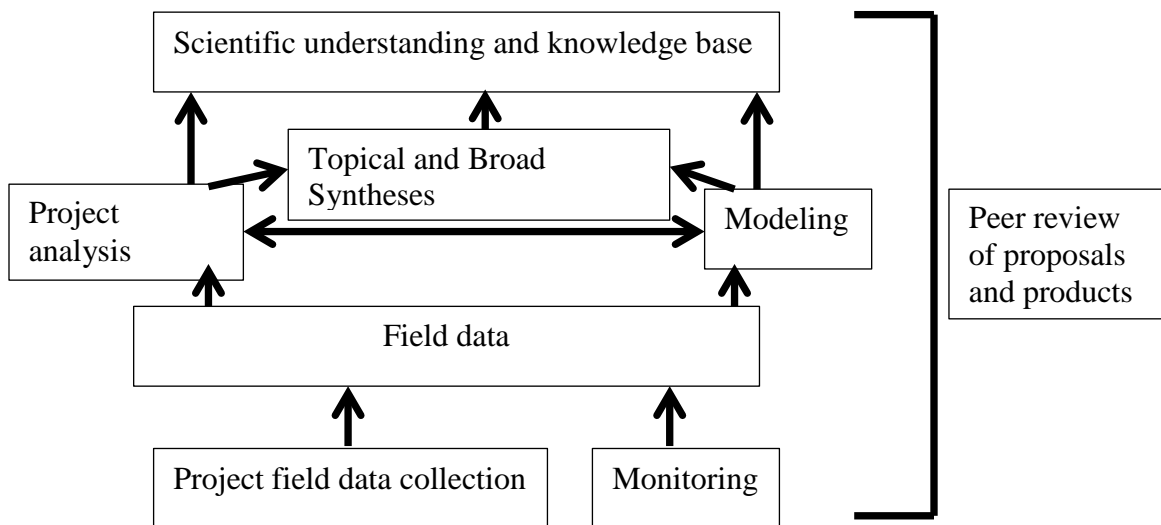 Scientific understanding and knowledge base
Topical and Broad
Syntheses
Project
analysis
Modeling
Peer review
of proposals
and products
Field data
Project field data collection
Monitoring